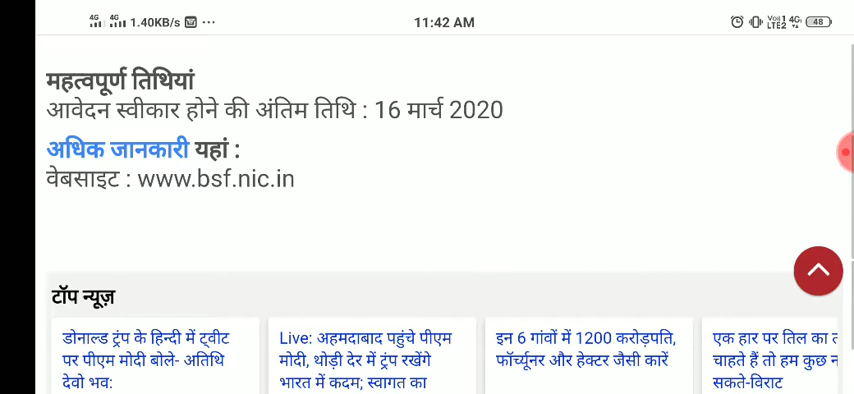 4G 4G 1.40KB/s ··· 11:42 AM 4G LTE2 48
महत्वपूर्ण तिथियां
आवेदन स्वीकार होने की अंतिम तिथि : 16 मार्च 2020
अधिक जानकारी यहां :
वेबसाइट : www.bsf.nic.in
टॉप न्यूज़
डोनाल्ड ट्रंप के हिन्दी में ट्वीट
पर पीएम मोदी बोले- अतिथि
देवो भव:
Live: अहमदाबाद पहुंचे पीएम
मोदी, थोड़ी देर में ट्रंप रखेंगे
भारत में कदम; स्वागत का
इन 6 गांवों में 1200 करोड़पति,
फॉर्च्यूनर और हेक्टर जैसी कारें
एक हार पर तिल का
चाहते हैं तो हम कुछ
सकते-विराट